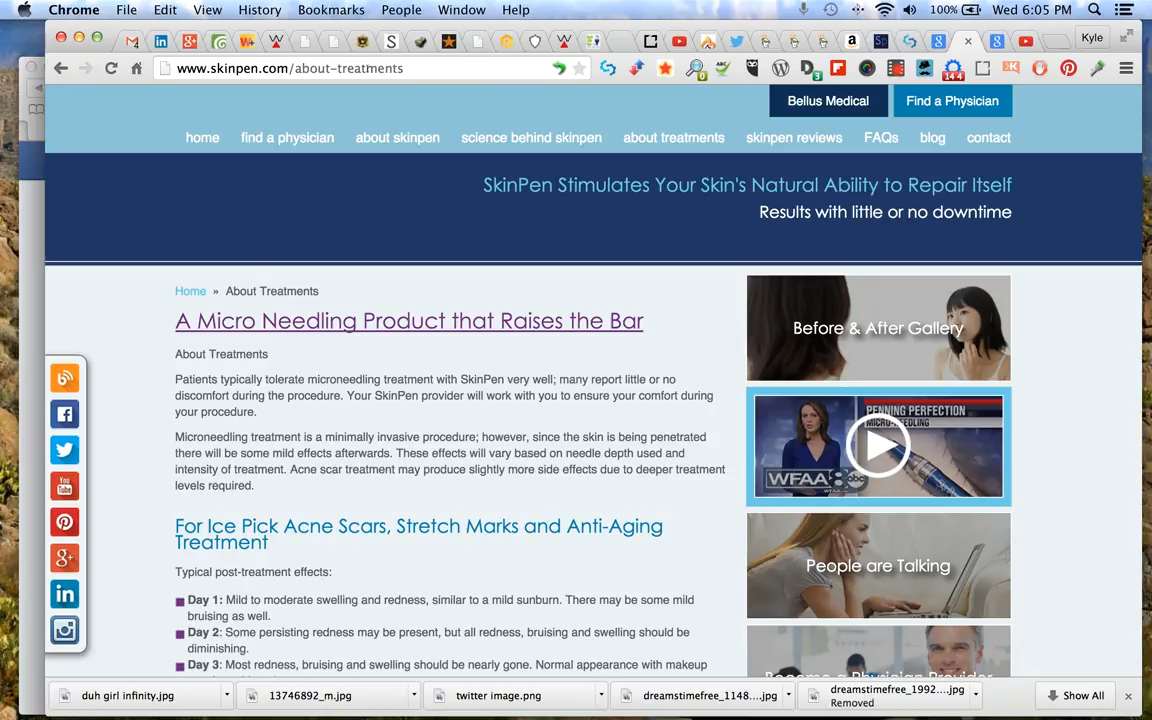 Chrome File Edit View History Bookmarks People Window Help 100% Wed 6:05 PM
Kyle
www.skinpen.com/about-treatments
Bellus Medical
Find a Physician
home find a physician about skinpen science behind skinpen about treatments skinpen reviews FAQs blog contact
SkinPen Stimulates Your Skin's Natural Ability to Repair Itself
Results with little or no downtime
Home » About Treatments
A Micro Needling Product that Raises the Bar
About Treatments
Patients typically tolerate microneedling treatment with SkinPen very well; many report little or no
discomfort during the procedure. Your SkinPen provider will work with you to ensure your comfort during
your procedure.
Microneedling treatment is a minimally invasive procedure; however, since the skin is being penetrated
there will be some mild effects afterwards. These effects will vary based on needle depth used and
intensity of treatment. Acne scar treatment may produce slightly more side effects due to deeper treatment
levels required.
For Ice Pick Acne Scars, Stretch Marks and Anti-Aging
Treatment
Typical post-treatment effects:
Day 1: Mild to moderate swelling and redness, similar to a mild sunburn. There may be some mild
bruising as well.
Day 2: Some persisting redness may be present, but all redness, bruising and swelling should be
diminishing.
Day 3: Most redness, bruising and swelling should be nearly gone. Normal appearance with makeup
Before & After Gallery
PENNING PERFECTION
MICRO-NEEDLING
WFAA 8 abc
People are Talking
Become a Physician Provider
duh girl infinity.jpg
13746892_m.jpg
twitter image.png
dreamstimefree_1148....jpg
dreamstimefree_1992....jpg
Removed
Show All